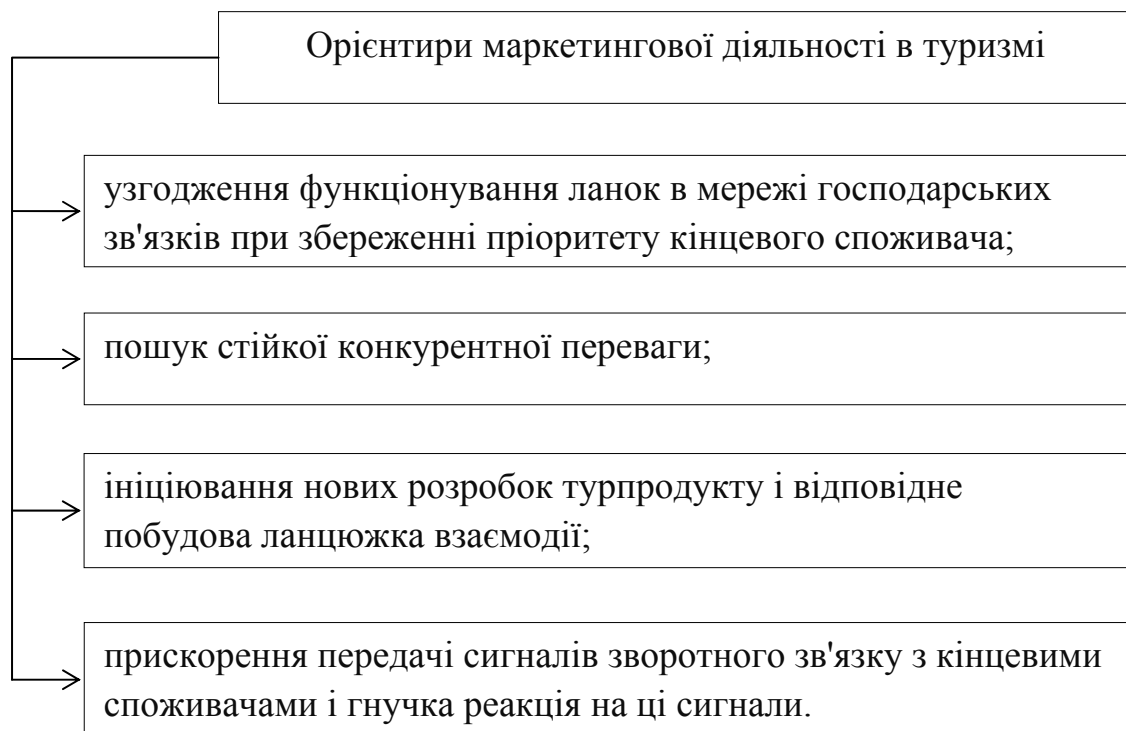 Орієнтири маркетингової діяльності в туризмі
узгодження функціонування ланок в мережі господарських
зв'язків при збереженні пріоритету кінцевого споживача;
пошук стійкої конкурентної переваги;
ініціювання нових розробок турпродукту і відповідне
побудова ланцюжка взаємодії;
прискорення передачі сигналів зворотного зв'язку з кінцевими
споживачами і гнучка реакція на ці сигнали.